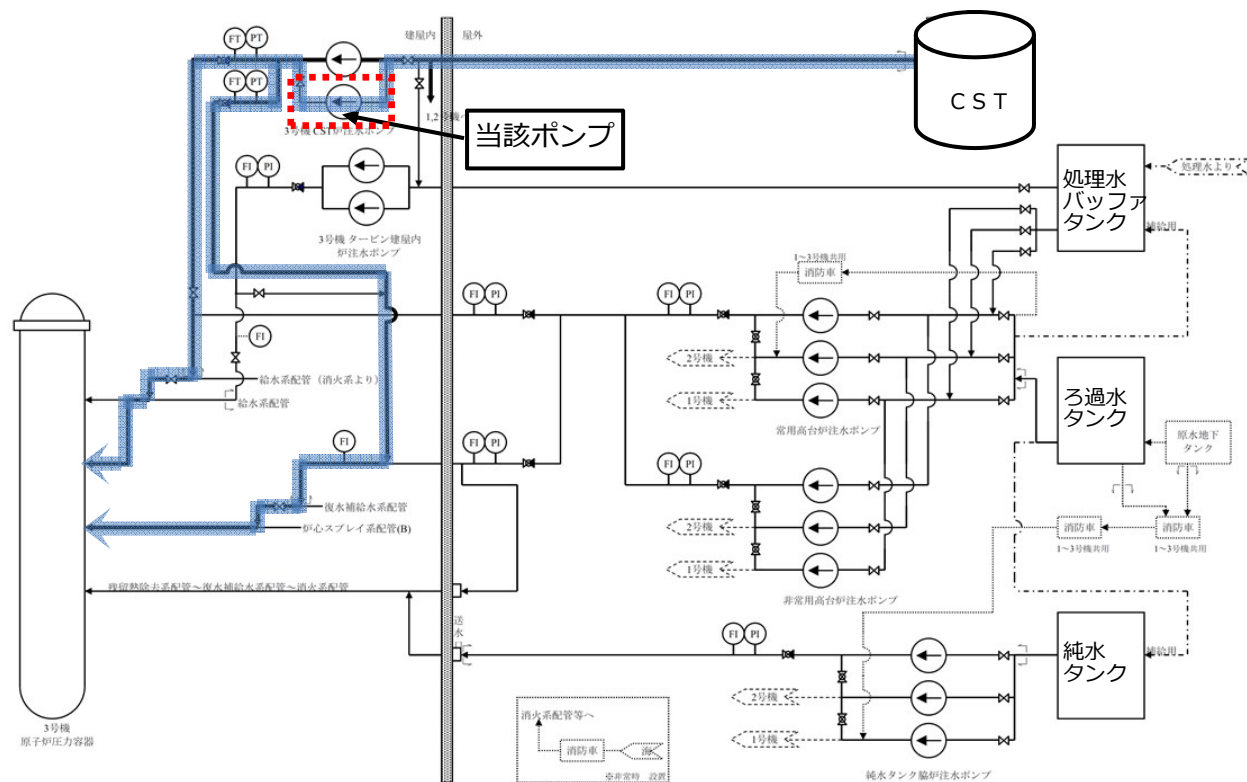 建屋内 屋外
FT PT
FT PT
CST
3号機 CST炉注水ポンプ
1,2号機へ
当該ポンプ
FI PI
3号機 タービン建屋内
炉注水ポンプ
処理水
バッファ
タンク
処理水より
補給用
1~3号機共用
消防車
FI PI
FI PI
FI
2号機
1号機
常用高台炉注水ポンプ
給水系配管（消火系より）
給水系配管
ろ過水
タンク
原水地下
タンク
FI
FI PI
FI PI
2号機
1号機
非常用高台炉注水ポンプ
復水補給水系配管
炉心スプレイ系配管(B)
消防車
1~3号機共用
消防車
1~3号機共用
残留熱除去系配管～復水補給水系配管～消火系配管
送水口
FI PI
純水
タンク
補給用
2号機
1号機
純水タンク脇炉注水ポンプ
3号機
原子炉圧力容器
消火系配管等へ
消防車
海
※非常時 設置